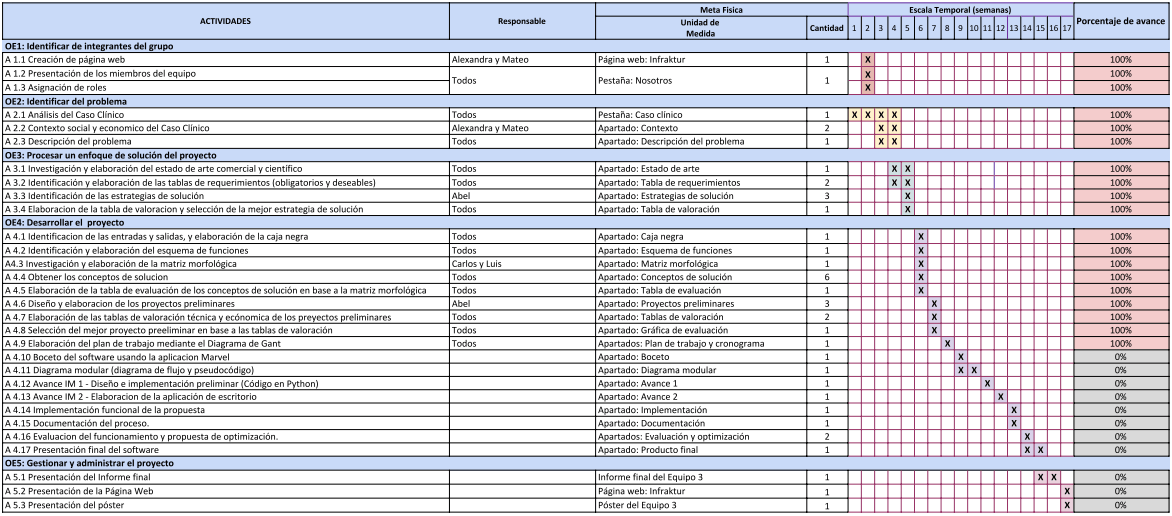 ACTIVIDADES Responsable Meta Fisica Escala Temporal (semanas) Porcentaje de avance
Unidad de Medida Cantidad 1 2 3 4 5 6 7 8 9 10 11 12 13 14 15 16 17
OE1: Identificar de integrantes del grupo
A 1.1 Creación de página web Alexandra y Mateo Página web: Infraktur 1 X 100%
A 1.2 Presentación de los miembros del equipo Todos Pestaña: Nosotros 1 X 100%
A 1.3 Asignación de roles X 100%
OE2: Identificar del problema
A 2.1 Análisis del Caso Clínico Todos Pestaña: Caso clínico 1 X X X X 100%
A 2.2 Contexto social y economico del Caso Clínico Alexandra y Mateo Apartado: Contexto 2 X X 100%
A 2.3 Descripción del problema Todos Apartado: Descripción del problema 1 X X 100%
OE3: Procesar un enfoque de solución del proyecto
A 3.1 Investigación y elaboración del estado de arte comercial y científico Todos Apartado: Estado de arte 1 X X 100%
A 3.2 Identificación y elaboración de las tablas de requerimientos (obligatorios y deseables) Todos Apartado: Tabla de requerimientos 2 X X 100%
A 3.3 Identificación de las estrategias de solución Abel Apartado: Estrategias de solución 3 X 100%
A 3.4 Elaboracion de la tabla de valoracion y selección de la mejor estrategia de solución Todos Apartado: Tabla de valoración 1 X 100%
OE4: Desarrollar el proyecto
A 4.1 Identificacion de las entradas y salidas, y elaboración de la caja negra Todos Apartado: Caja negra 1 X 100%
A 4.2 Identificación y elaboración del esquema de funciones Todos Apartado: Esquema de funciones 1 X 100%
A4.3 Investigación y elaboración de la matriz morfológica Carlos y Luis Apartado: Matriz morfológica 1 X 100%
A 4.4 Obtener los conceptos de solucion Todos Apartado: Conceptos de solución 6 X 100%
A 4.5 Elaboración de la tabla de evaluación de los conceptos de solución en base a la matriz morfológica Todos Apartado: Tabla de evaluación 1 X 100%
A 4.6 Diseño y elaboracion de los proyectos preliminares Abel Apartado: Proyectos preliminares 3 X 100%
A 4.7 Elaboración de las tablas de valoración técnica y ecónomica de los preyectos preliminares Todos Apartado: Tablas de valoración 2 X 100%
A 4.8 Selección del mejor proyecto preeliminar en base a las tablas de valoración Todos Apartado: Gráfica de evaluación 1 X 100%
A 4.9 Elaboración del plan de trabajo mediante el Diagrama de Gant Todos Apartados: Plan de trabajo y cronograma 1 X 100%
A 4.10 Boceto del software usando la aplicacion Marvel Apartado: Boceto 1 X 0%
A 4.11 Diagrama modular (diagrama de flujo y pseudocódigo) Apartado: Diagrama modular 1 X X 0%
A 4.12 Avance IM 1 - Diseño e implementación preliminar (Código en Python) Apartado: Avance 1 1 X 0%
A 4.13 Avance IM 2 - Elaboracion de la aplicación de escritorio Apartado: Avance 2 1 X 0%
A 4.14 Implementación funcional de la propuesta Apartado: Implementación 1 X 0%
A 4.15 Documentación del proceso. Apartado: Documentación 1 X 0%
A 4.16 Evaluacion del funcionamiento y propuesta de optimización. Apartados: Evaluación y optimización 2 X 0%
A 4.17 Presentación final del software Apartado: Producto final 1 X X 0%
OE5: Gestionar y administrar el proyecto
A 5.1 Presentación del Informe final Informe final del Equipo 3 1 X X 0%
A 5.2 Presentación de la Página Web Página web: Infraktur 1 X 0%
A 5.3 Presentación del póster Póster del Equipo 3 1 X 0%